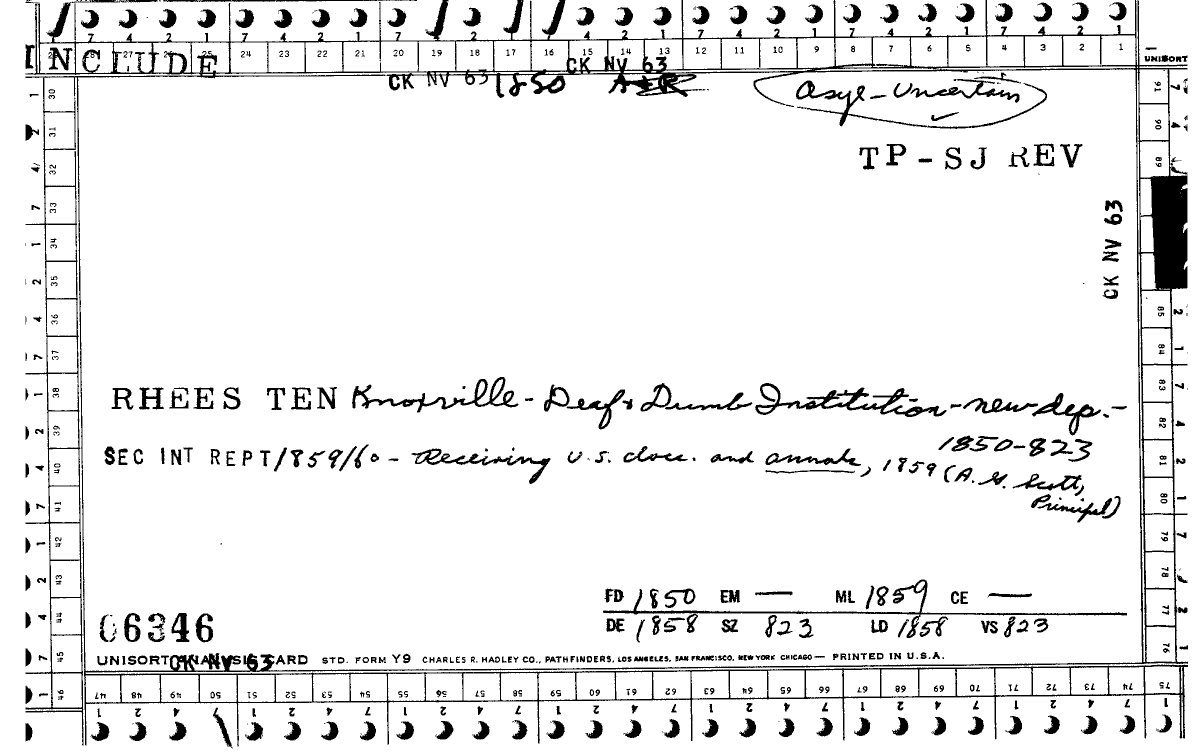 7 4 2 1 7 4 2 1 7 4 2 1 7 4 2 1 7 4 2 1 7 4 2 1 7 4 2 1
27 25 24 23 22 21 20 19 18 17 16 15 14 13 12 11 10 9 8 7 6 5 4 3 2 1
INCLUDE
UNISORT
CK NV 63 1850 CK NV 63 A+R
Asyl-Uncertain
TP-SJ REV
CK NV 63
RHEES TEN Knoxville - Deaf & Dumb Institution - new dep. -
1850-823
SEC INT REPT/1859/60 - Receiving U.S. docc. and annals, 1859 (A. G. Scott,
Principal)
FD 1850 EM — ML 1859 CE —
DE 1858 SZ 823 LD 1858 VS 823
06346
UNISORT ANALYSIS CARD STD. FORM Y9 CHARLES R. HADLEY CO., PATHFINDERS, LOS ANGELES, SAN FRANCISCO, NEW YORK CHICAGO — PRINTED IN U.S.A.
CK NV 63
30 31 32 33 34 35 36 37 38 39 40 41 42 43 44 45 46
91 90 89 85 84 83 82 81 80 79 78 77 76 75
47 48 49 50 51 52 53 54 55 56 57 58 59 60 61 62 63 64 65 66 67 68 69 70 71 72 73 74
1 2 4 7 1 2 4 7 1 2 4 7 1 2 4 7 1 2 4 7 1 2 4 7 1 2 4 7